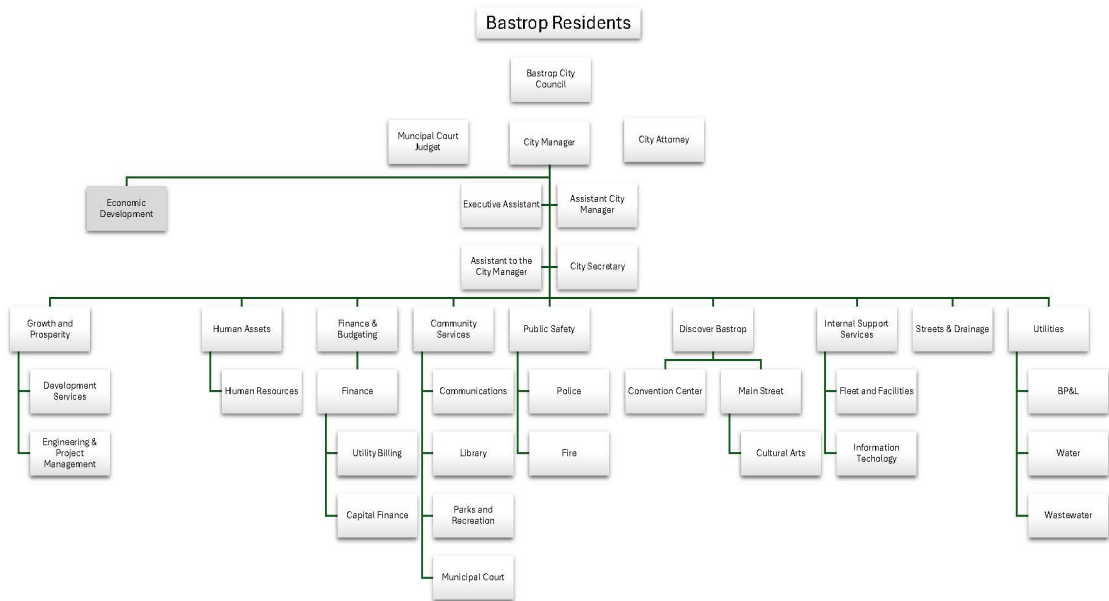 Bastrop Residents
Bastrop City
Council
Muncipal Court
Judget
City Manager
City Attorney
Economic
Development
Executive Assistant
Assistant City
Manager
Assistant to the
City Manager
City Secretary
Growth and
Prosperity
Human Assets
Finance &
Budgeting
Community
Services
Public Safety
Discover Bastrop
Internal Support
Services
Streets & Drainage
Utilities
Development
Services
Human Resources
Finance
Communications
Police
Convention Center
Main Street
Fleet and Facilities
BP&L
Engineering &
Project
Management
Utility Billing
Library
Fire
Cultural Arts
Information
Techology
Water
Capital Finance
Parks and
Recreation
Wastewater
Municipal Court